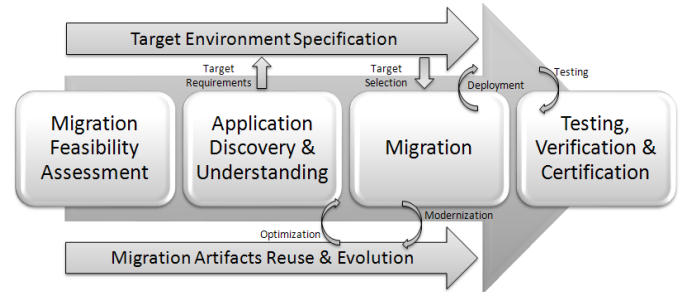 Target Environment Specification
Target
Requirements
Target
Selection
Deployment
Testing
Migration
Feasibility
Assessment
Application
Discovery &
Understanding
Migration
Testing,
Verification &
Certification
Optimization
Modernization
Migration Artifacts Reuse & Evolution